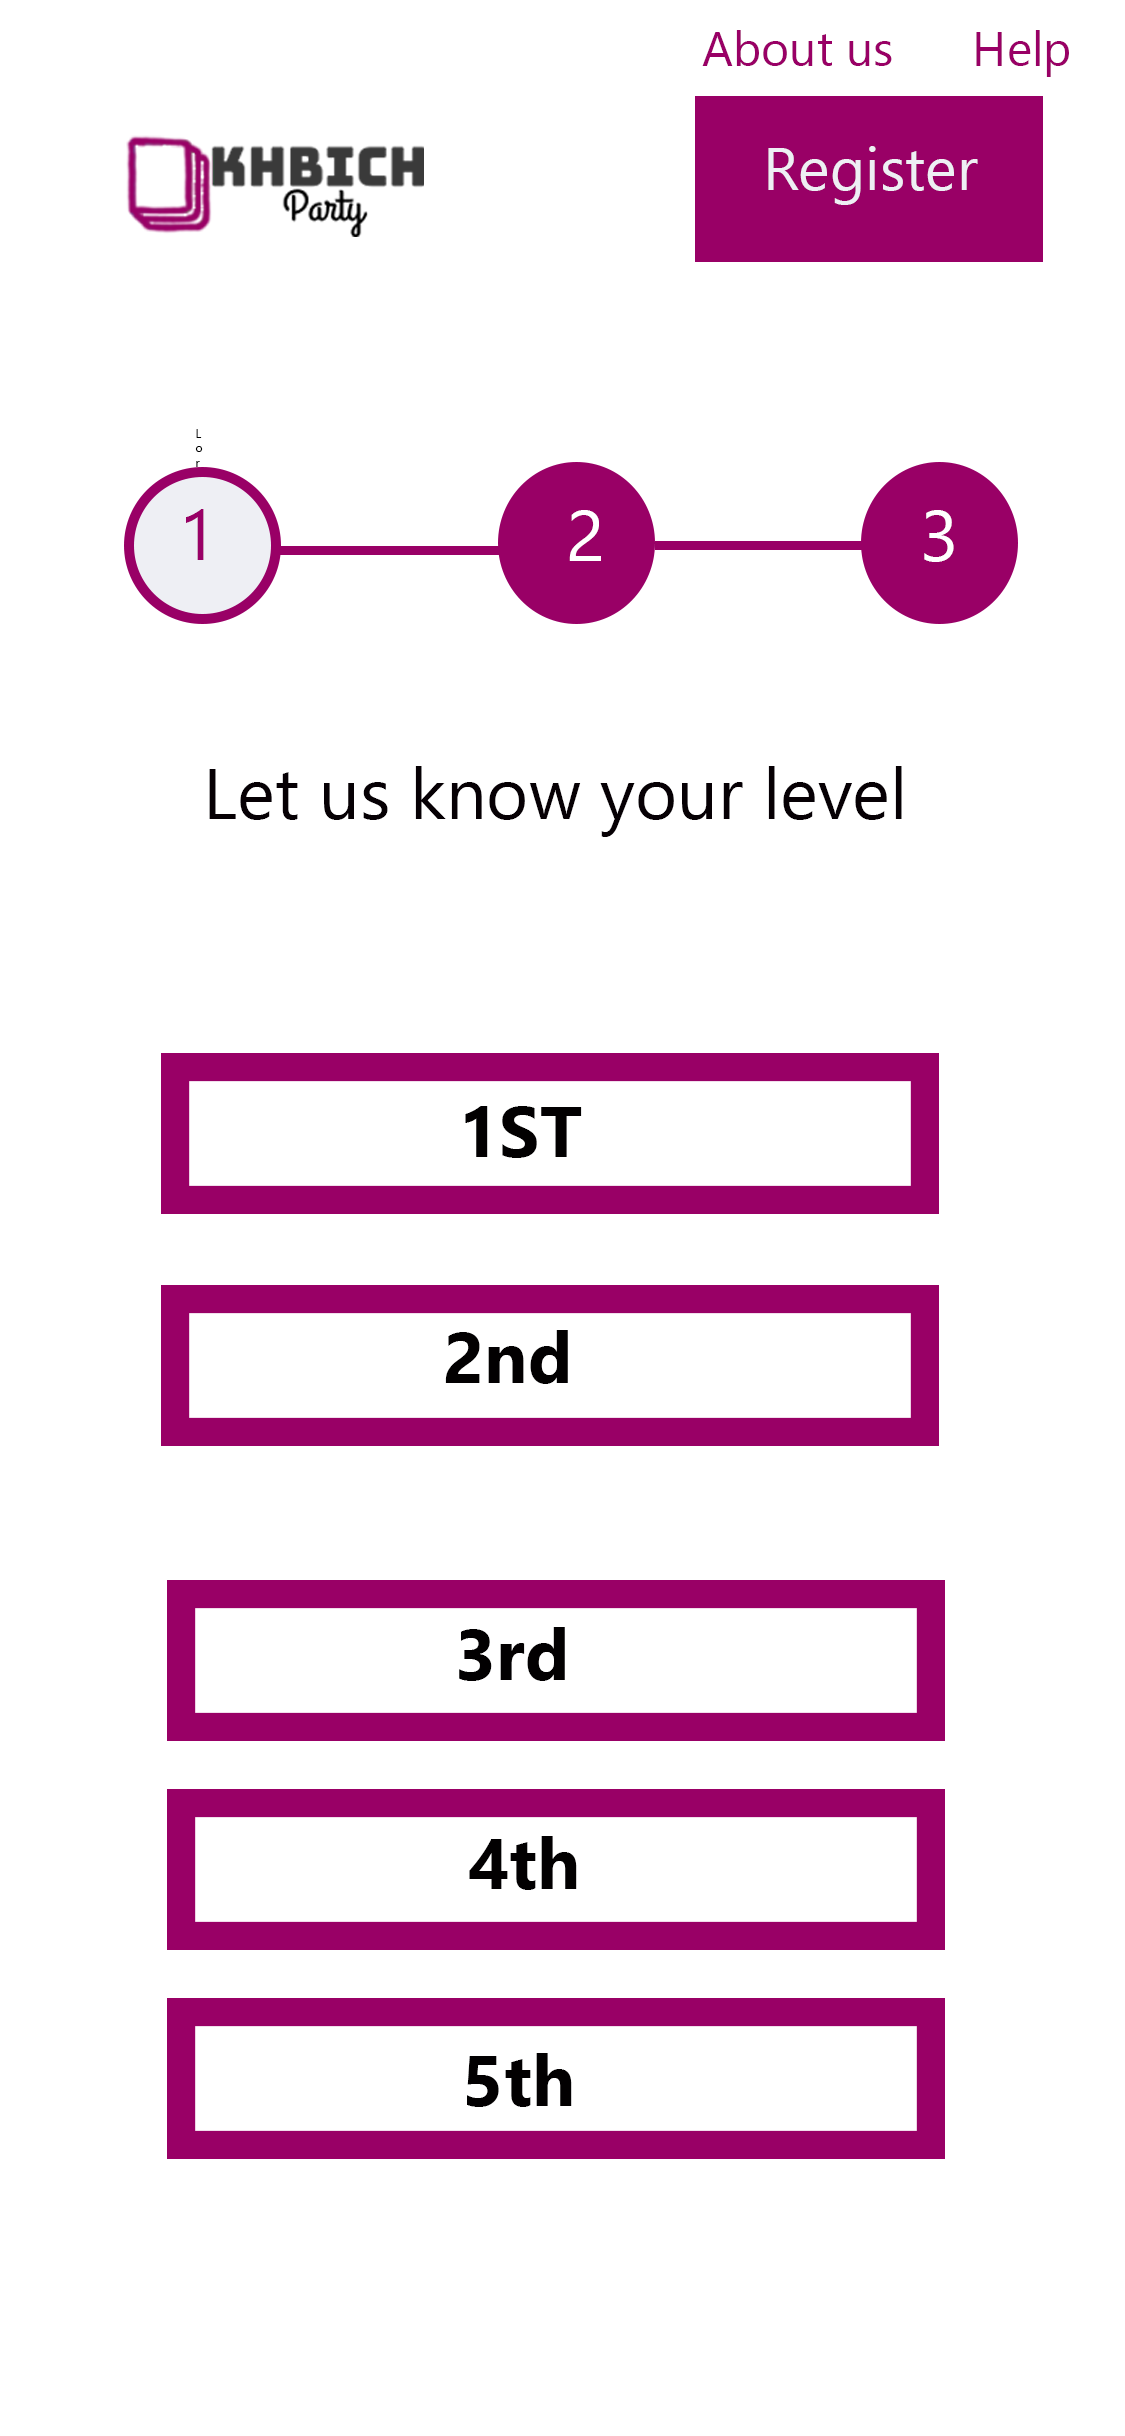 About us Help
Register
KHBICH
Party
L
o
r
1 2 3
Let us know your level
1ST
2nd
3rd
4th
5th